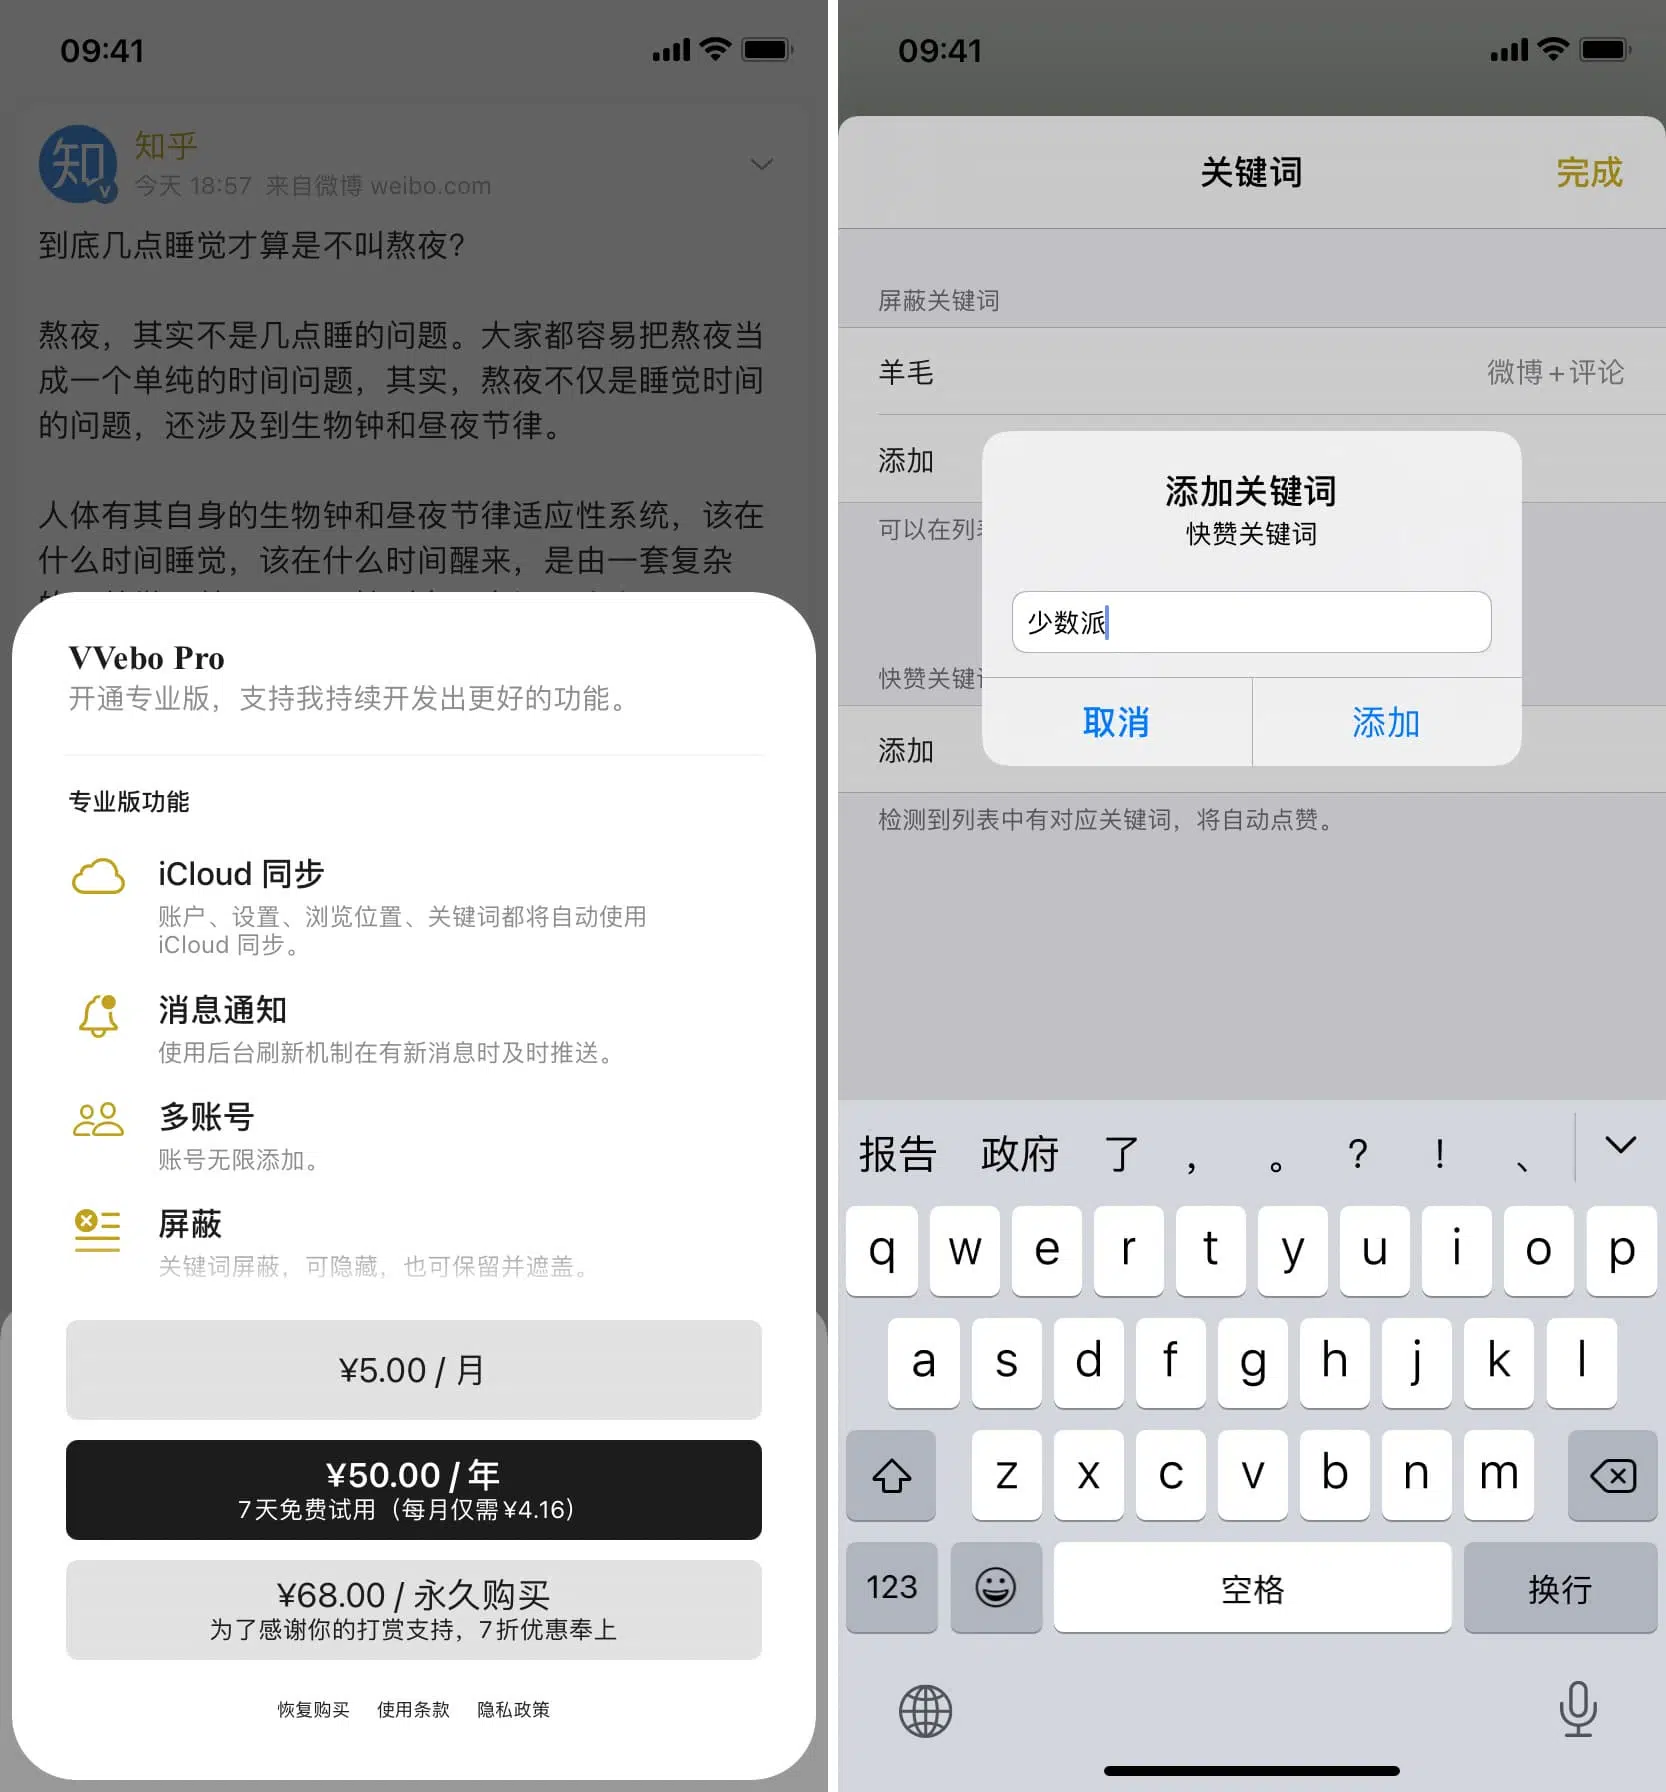 09:41
知
v
知乎
今天 18:57 来自微博 weibo.com
到底几点睡觉才算是不叫熬夜?
熬夜，其实不是几点睡的问题。大家都容易把熬夜当
成一个单纯的时间问题，其实，熬夜不仅是睡觉时间
的问题，还涉及到生物钟和昼夜节律。
人体有其自身的生物钟和昼夜节律适应性系统，该在
什么时间睡觉，该在什么时间醒来，是由一套复杂
VVebo Pro
开通专业版，支持我持续开发出更好的功能。
专业版功能
iCloud 同步
账户、设置、浏览位置、关键词都将自动使用
iCloud 同步。
消息通知
使用后台刷新机制在有新消息时及时推送。
多账号
账号无限添加。
屏蔽
关键词屏蔽，可隐藏，也可保留并遮盖。
¥5.00 / 月
¥50.00 / 年
7天免费试用（每月仅需¥4.16）
¥68.00 / 永久购买
为了感谢你的打赏支持，7折优惠奉上
恢复购买 使用条款 隐私政策
09:41
关键词
完成
屏蔽关键词
羊毛
微博+评论
添加
可以在列
添加关键词
快赞关键词
少数派
取消
添加
快赞关键
添加
检测到列表中有对应关键词，将自动点赞。
报告 政府 了 ， 。 ? ! 、
q w e r t y u i o p
a s d f g h j k l
z x c v b n m
123
空格
换行